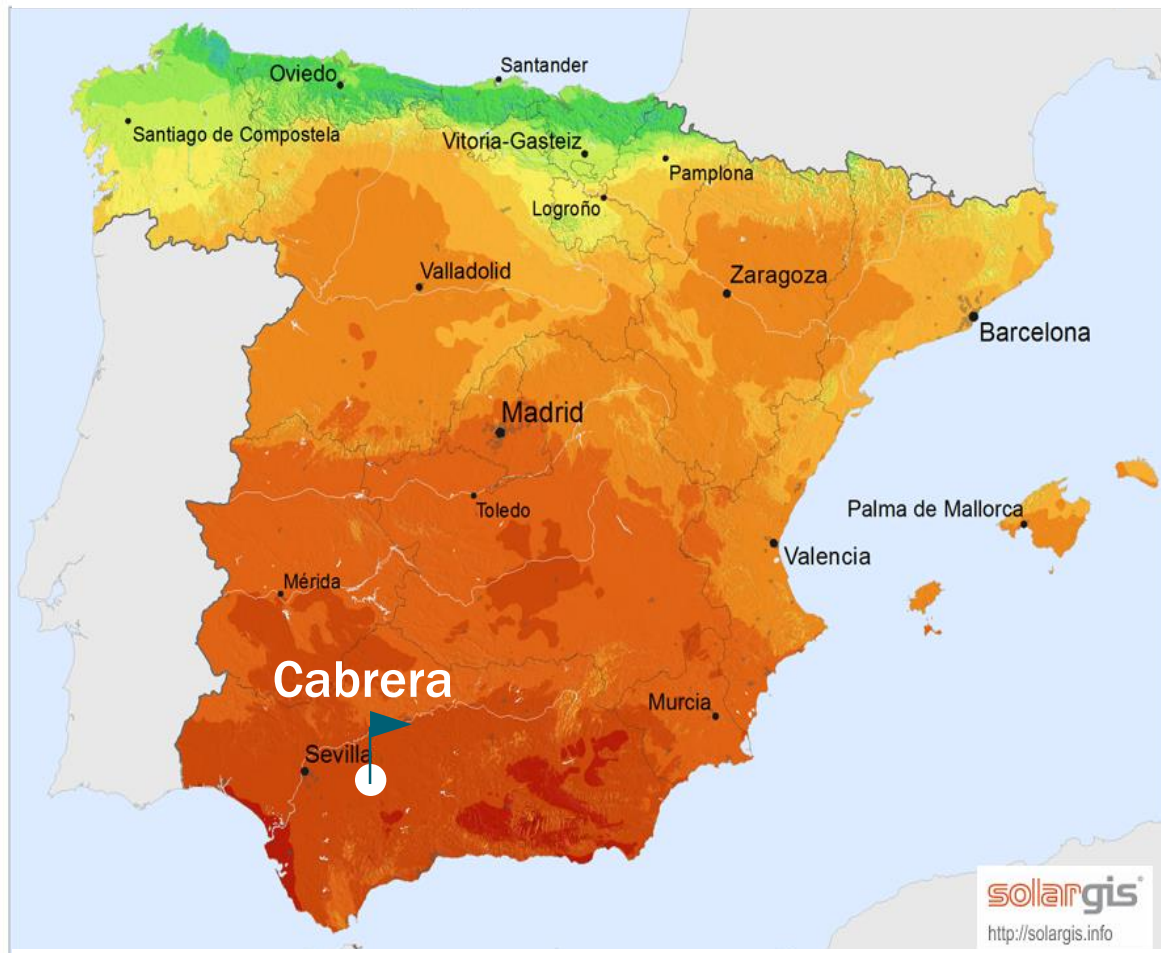 Santander
Oviedo
Santiago de Compostela
Vitoria-Gasteiz
Pamplona
Logroño
Valladolid
Zaragoza
Barcelona
Madrid
Toledo
Palma de Mallorca
Valencia
Mérida
Cabrera
Murcia
Sevilla
solargis
http://solargis.info